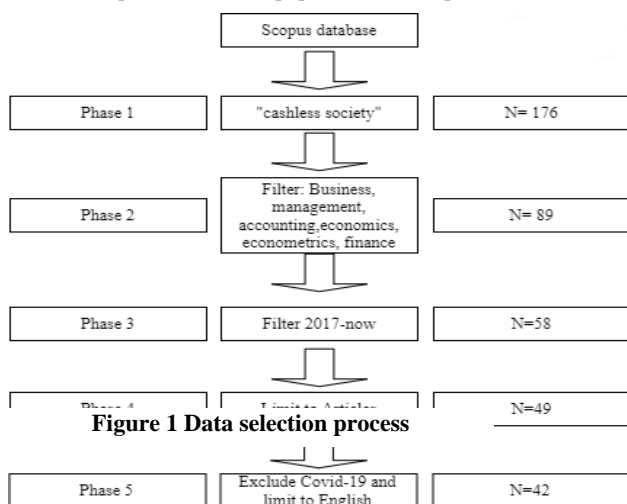 Scopus database
Phase 1 "cashless society" N= 176
Filter: Business,
management,
accounting,economics,
econometrics, finance
Phase 2 N= 89
Phase 3 Filter 2017-now N=58
N=49
Figure 1 Data selection process
Phase 5 Exclude Covid-19 and
limit to English N=42